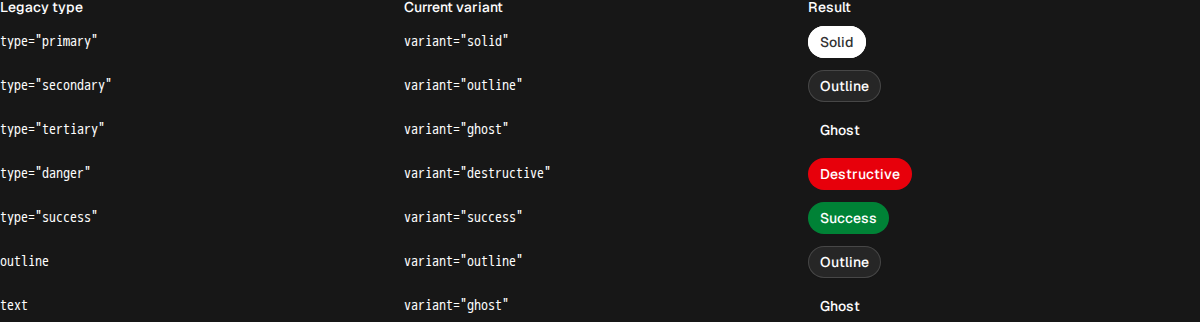 Legacy type Current variant Result
type="primary" variant="solid" Solid
type="secondary" variant="outline" Outline
type="tertiary" variant="ghost" Ghost
type="danger" variant="destructive" Destructive
type="success" variant="success" Success
outline variant="outline" Outline
text variant="ghost" Ghost